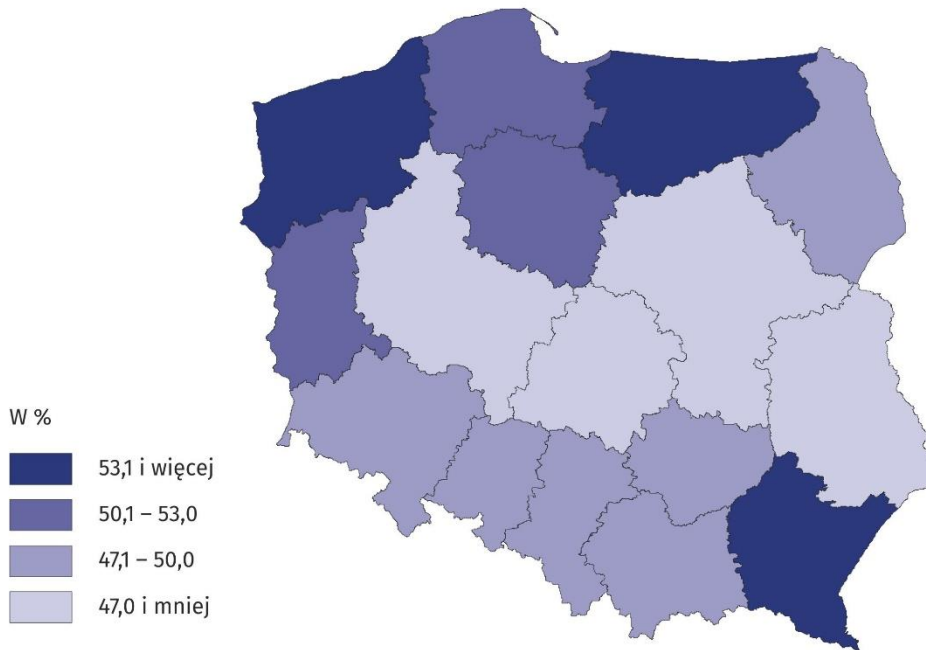 W %
53,1 i więcej
50,1 – 53,0
47,1 – 50,0
47,0 i mniej